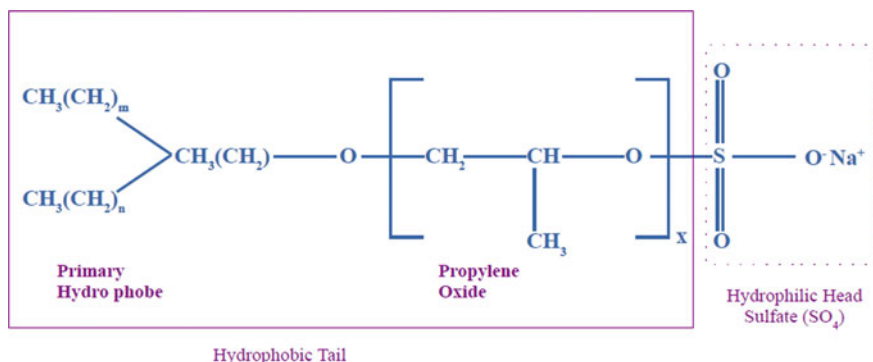 O
CH₃(CH₂)ₘ
CH₃(CH₂) O CH₂ CH O S O⁻Na⁺
CH₃(CH₂)ₙ
CH₃ x O
Primary
Hydro phobe
Propylene
Oxide
Hydrophilic Head
Sulfate (SO₄)
Hydrophobic Tail